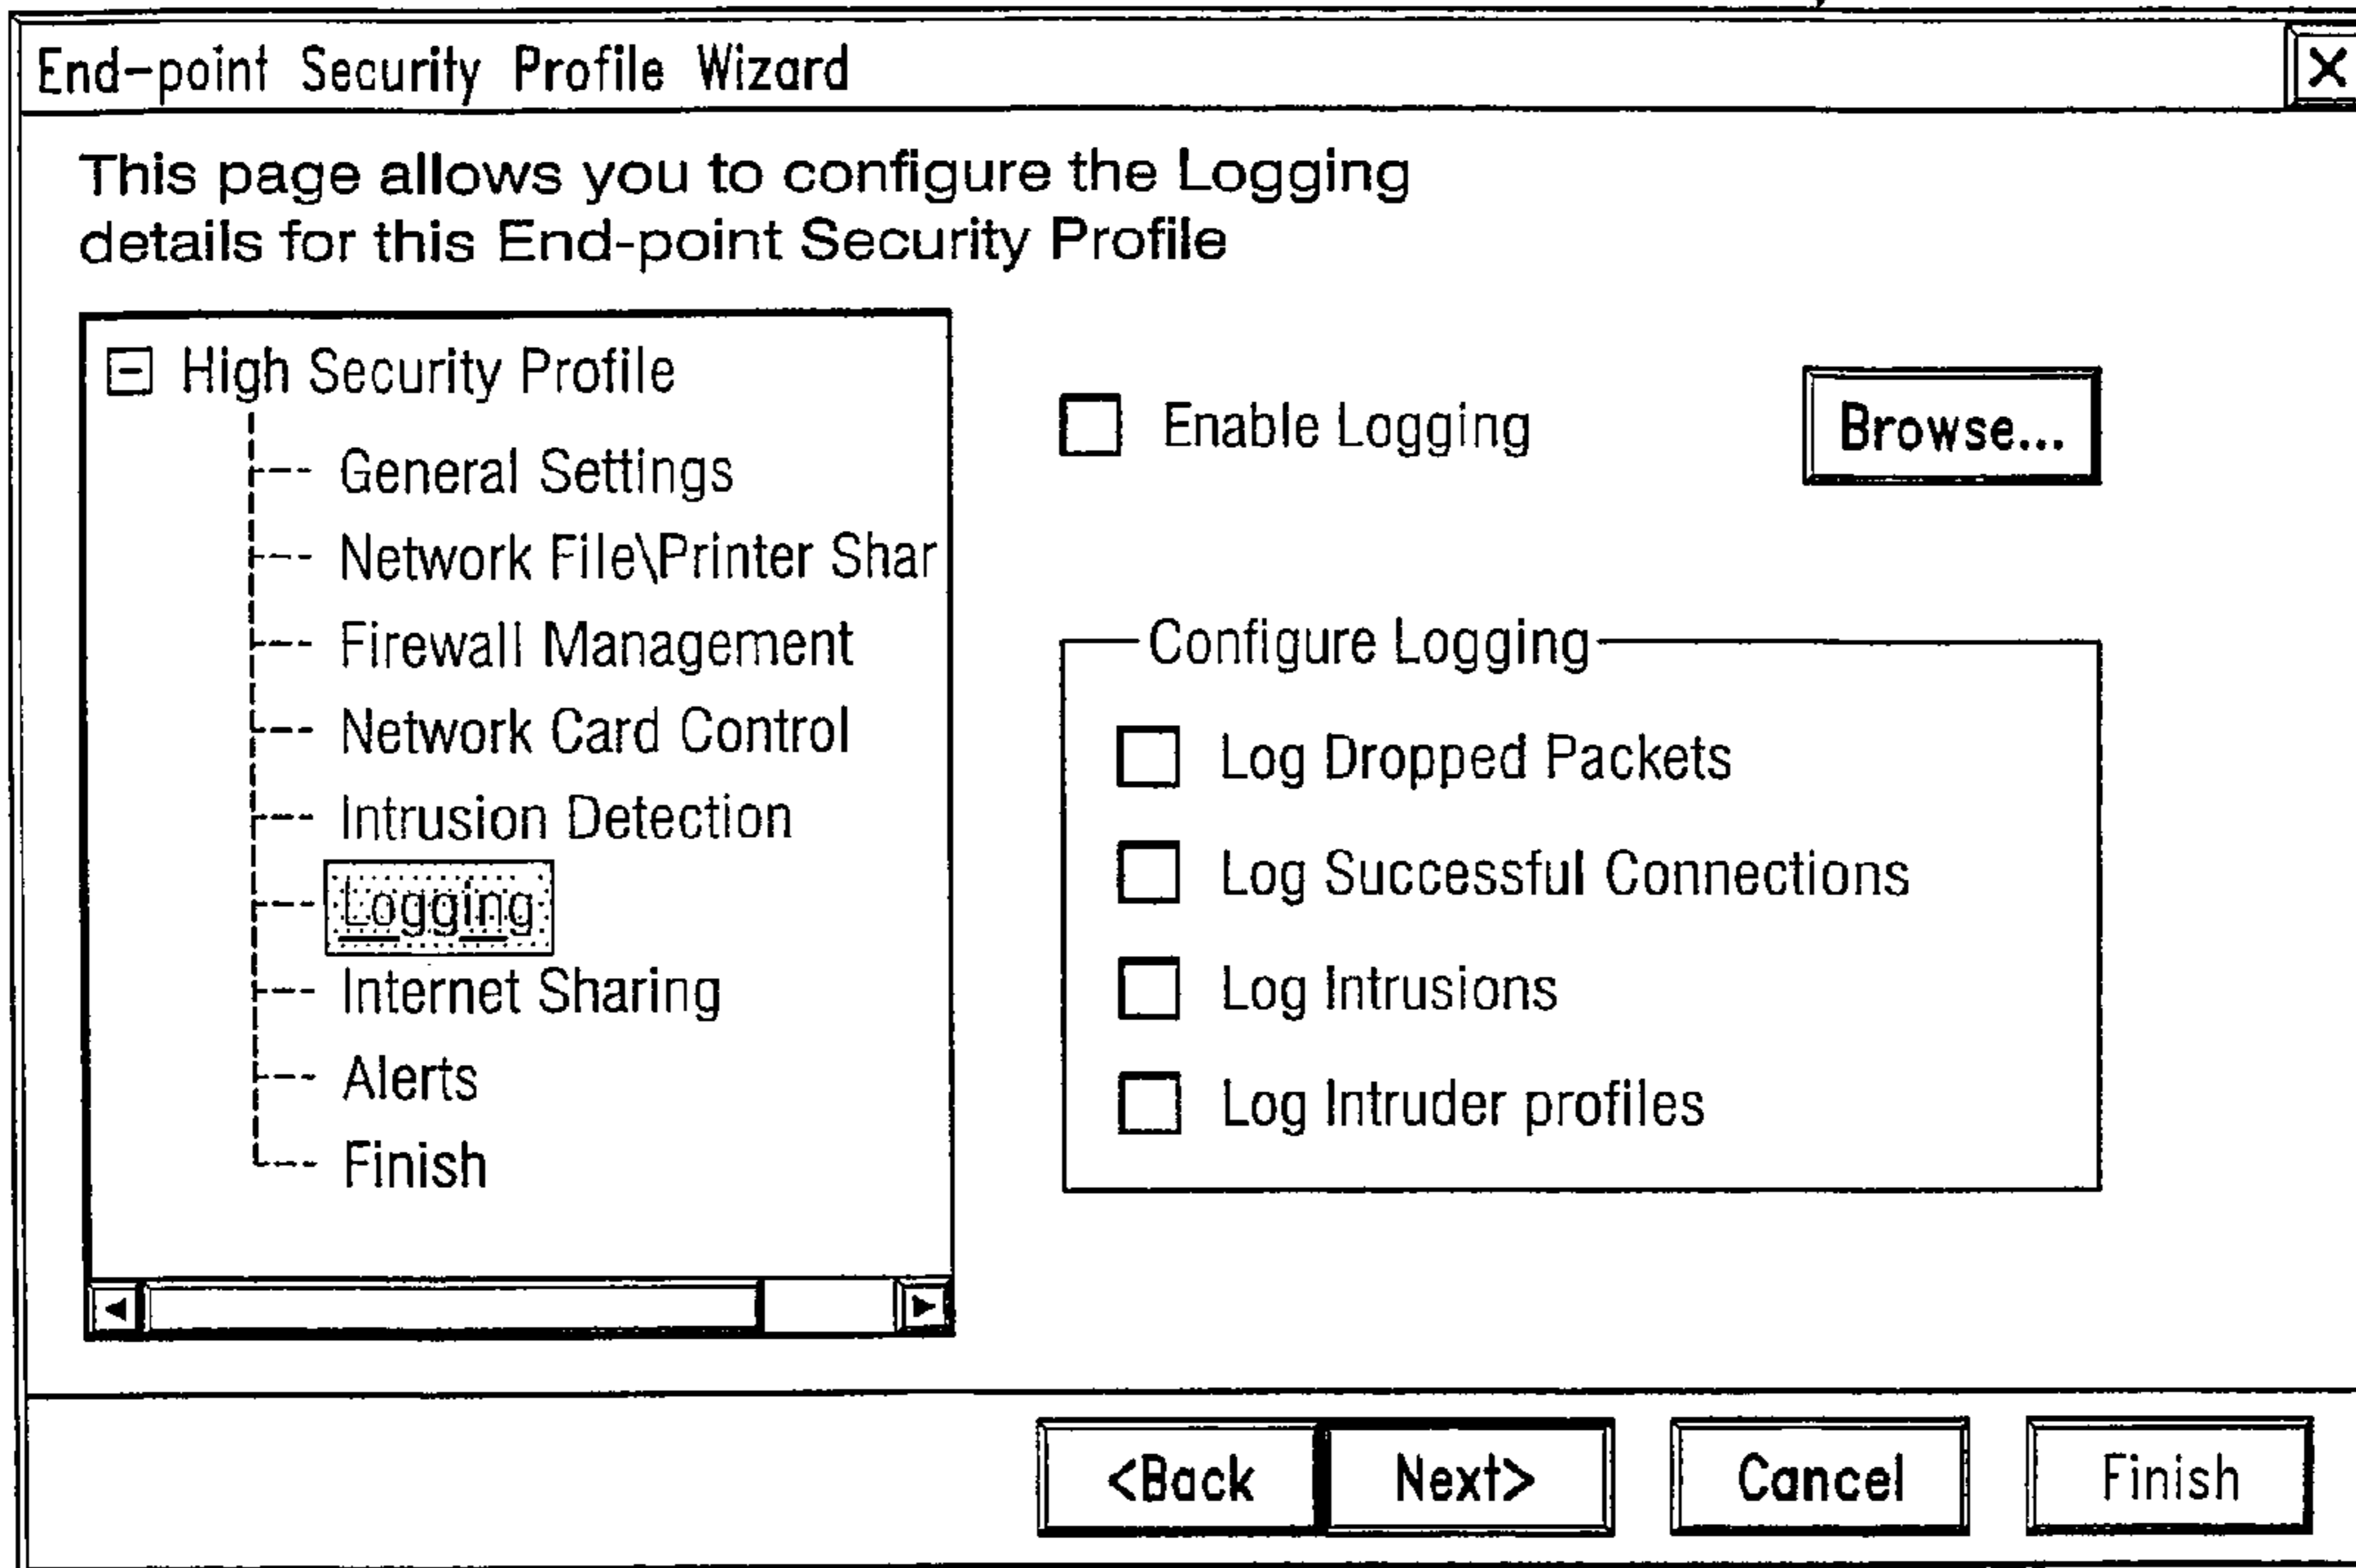 End-point Security Profile Wizard
X
This page allows you to configure the Logging
details for this End-point Security Profile
High Security Profile
General Settings
Network File\Printer Shar
Firewall Management
Network Card Control
Intrusion Detection
Logging
Internet Sharing
Alerts
Finish
Enable Logging
Browse...
Configure Logging
Log Dropped Packets
Log Successful Connections
Log Intrusions
Log Intruder profiles
<Back
Next>
Cancel
Finish